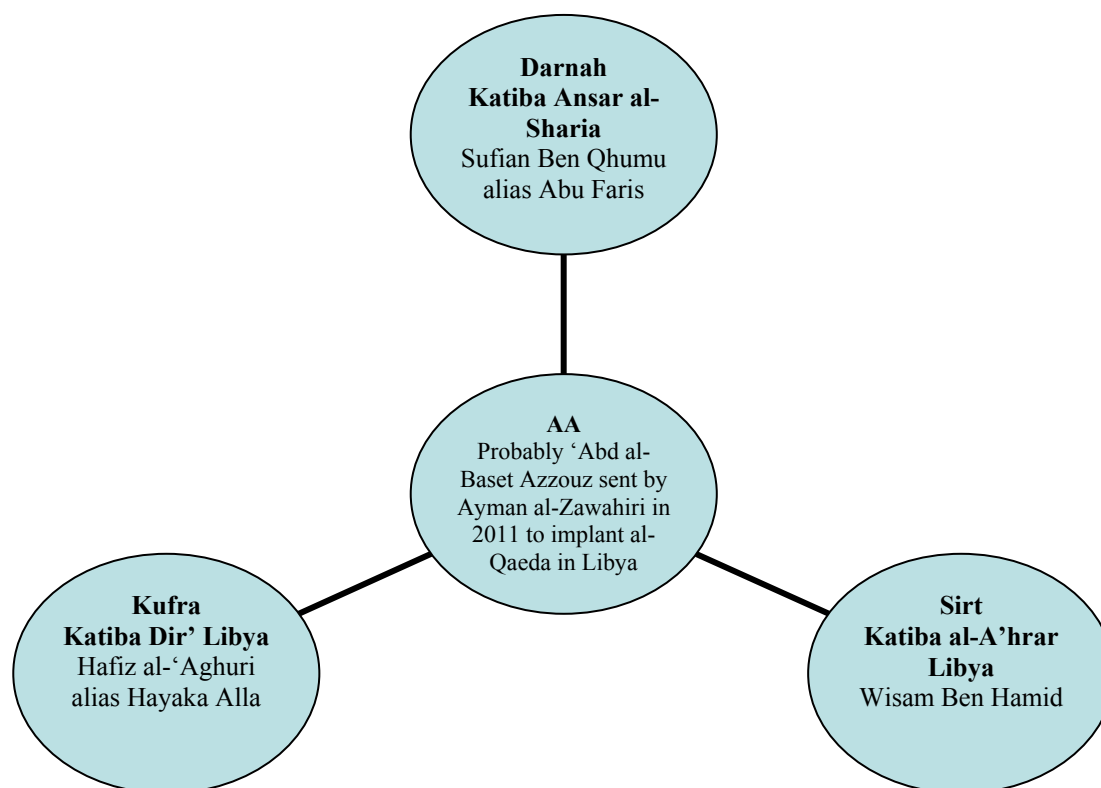 Darnah
Katiba Ansar al-
Sharia
Sufian Ben Qhumu
alias Abu Faris
AA
Probably ‘Abd al-
Baset Azzouz sent by
Ayman al-Zawahiri in
2011 to implant al-
Qaeda in Libya
Kufra
Katiba Dir’ Libya
Hafiz al-‘Aghuri
alias Hayaka Alla
Sirt
Katiba al-A’hrar
Libya
Wisam Ben Hamid